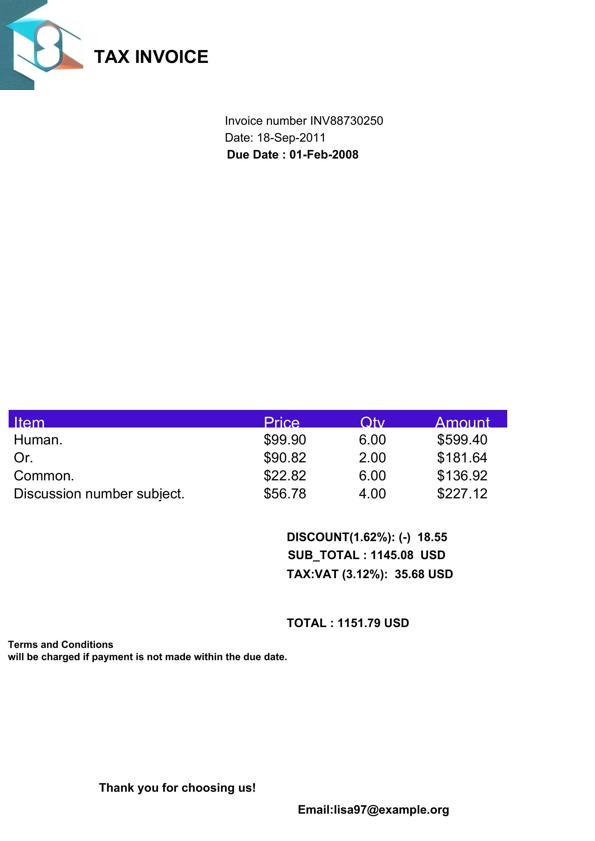 TAX INVOICE
Invoice number INV88730250
Date: 18-Sep-2011
Due Date : 01-Feb-2008
Item Price Qty Amount
Human. $99.90 6.00 $599.40
Or. $90.82 2.00 $181.64
Common. $22.82 6.00 $136.92
Discussion number subject. $56.78 4.00 $227.12
DISCOUNT(1.62%): (-) 18.55
SUB_TOTAL : 1145.08 USD
TAX:VAT (3.12%): 35.68 USD
TOTAL : 1151.79 USD
Terms and Conditions
will be charged if payment is not made within the due date.
Thank you for choosing us!
Email:lisa97@example.org